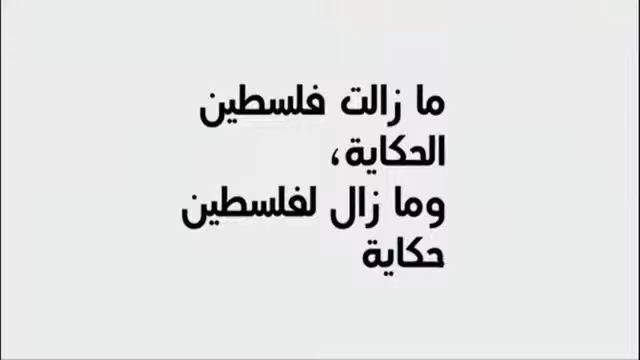 ما زالت فلسطين
الحكاية،
وما زال لفلسطين
حكاية